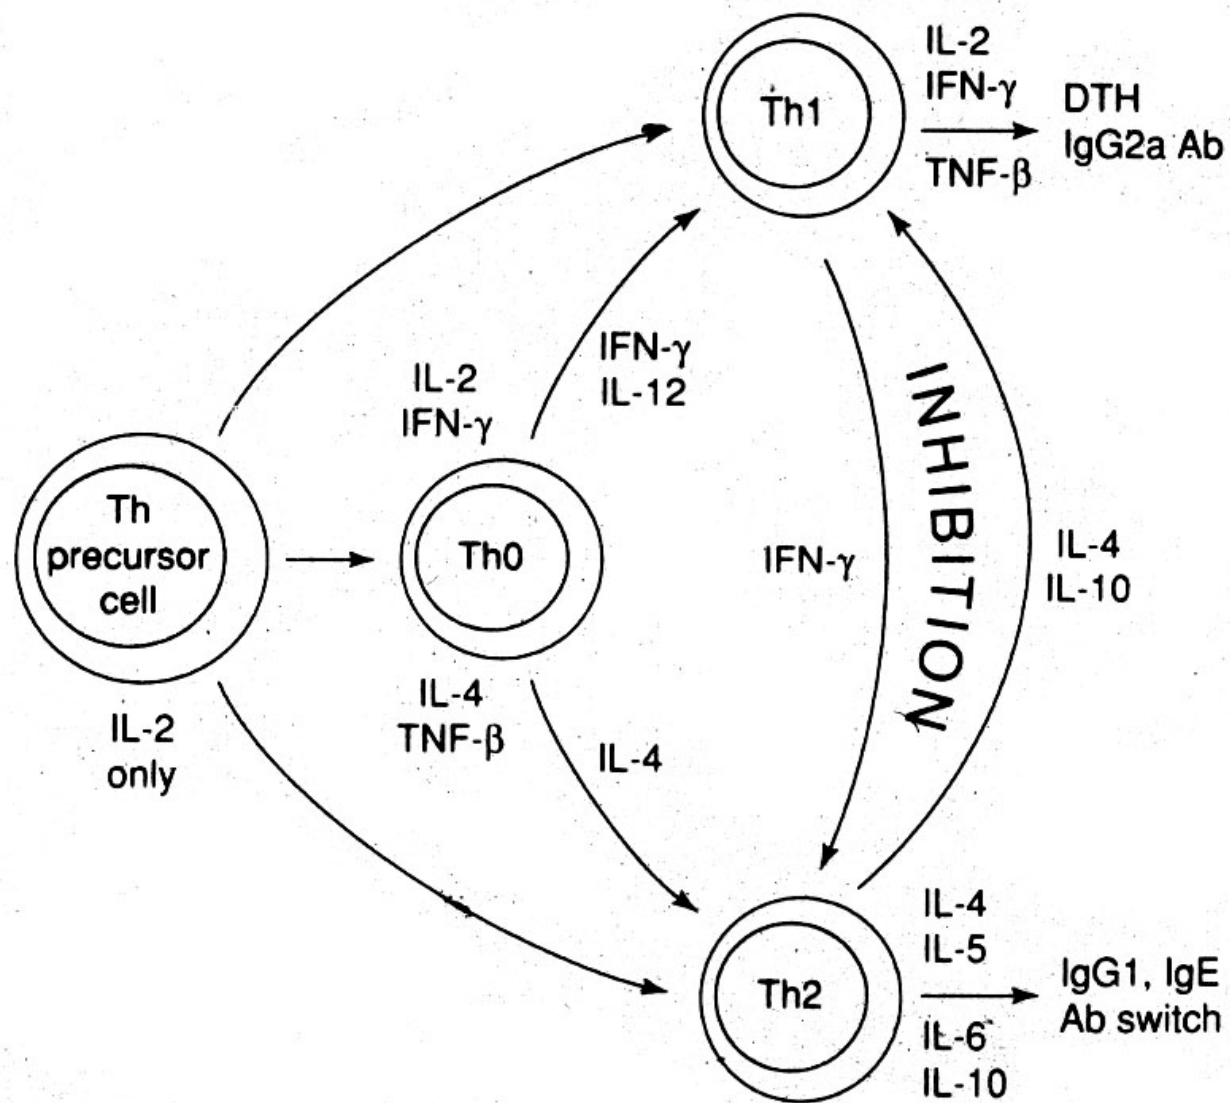 Th1
IL-2
IFN-γ
TNF-β
DTH
IgG2a Ab
IFN-γ
IL-12
IL-2
IFN-γ
Th
precursor
cell
Th0
IFN-γ
INHIBITION
IL-4
IL-10
IL-2
only
IL-4
TNF-β
IL-4
Th2
IL-4
IL-5
IL-6
IL-10
IgG1, IgE
Ab switch